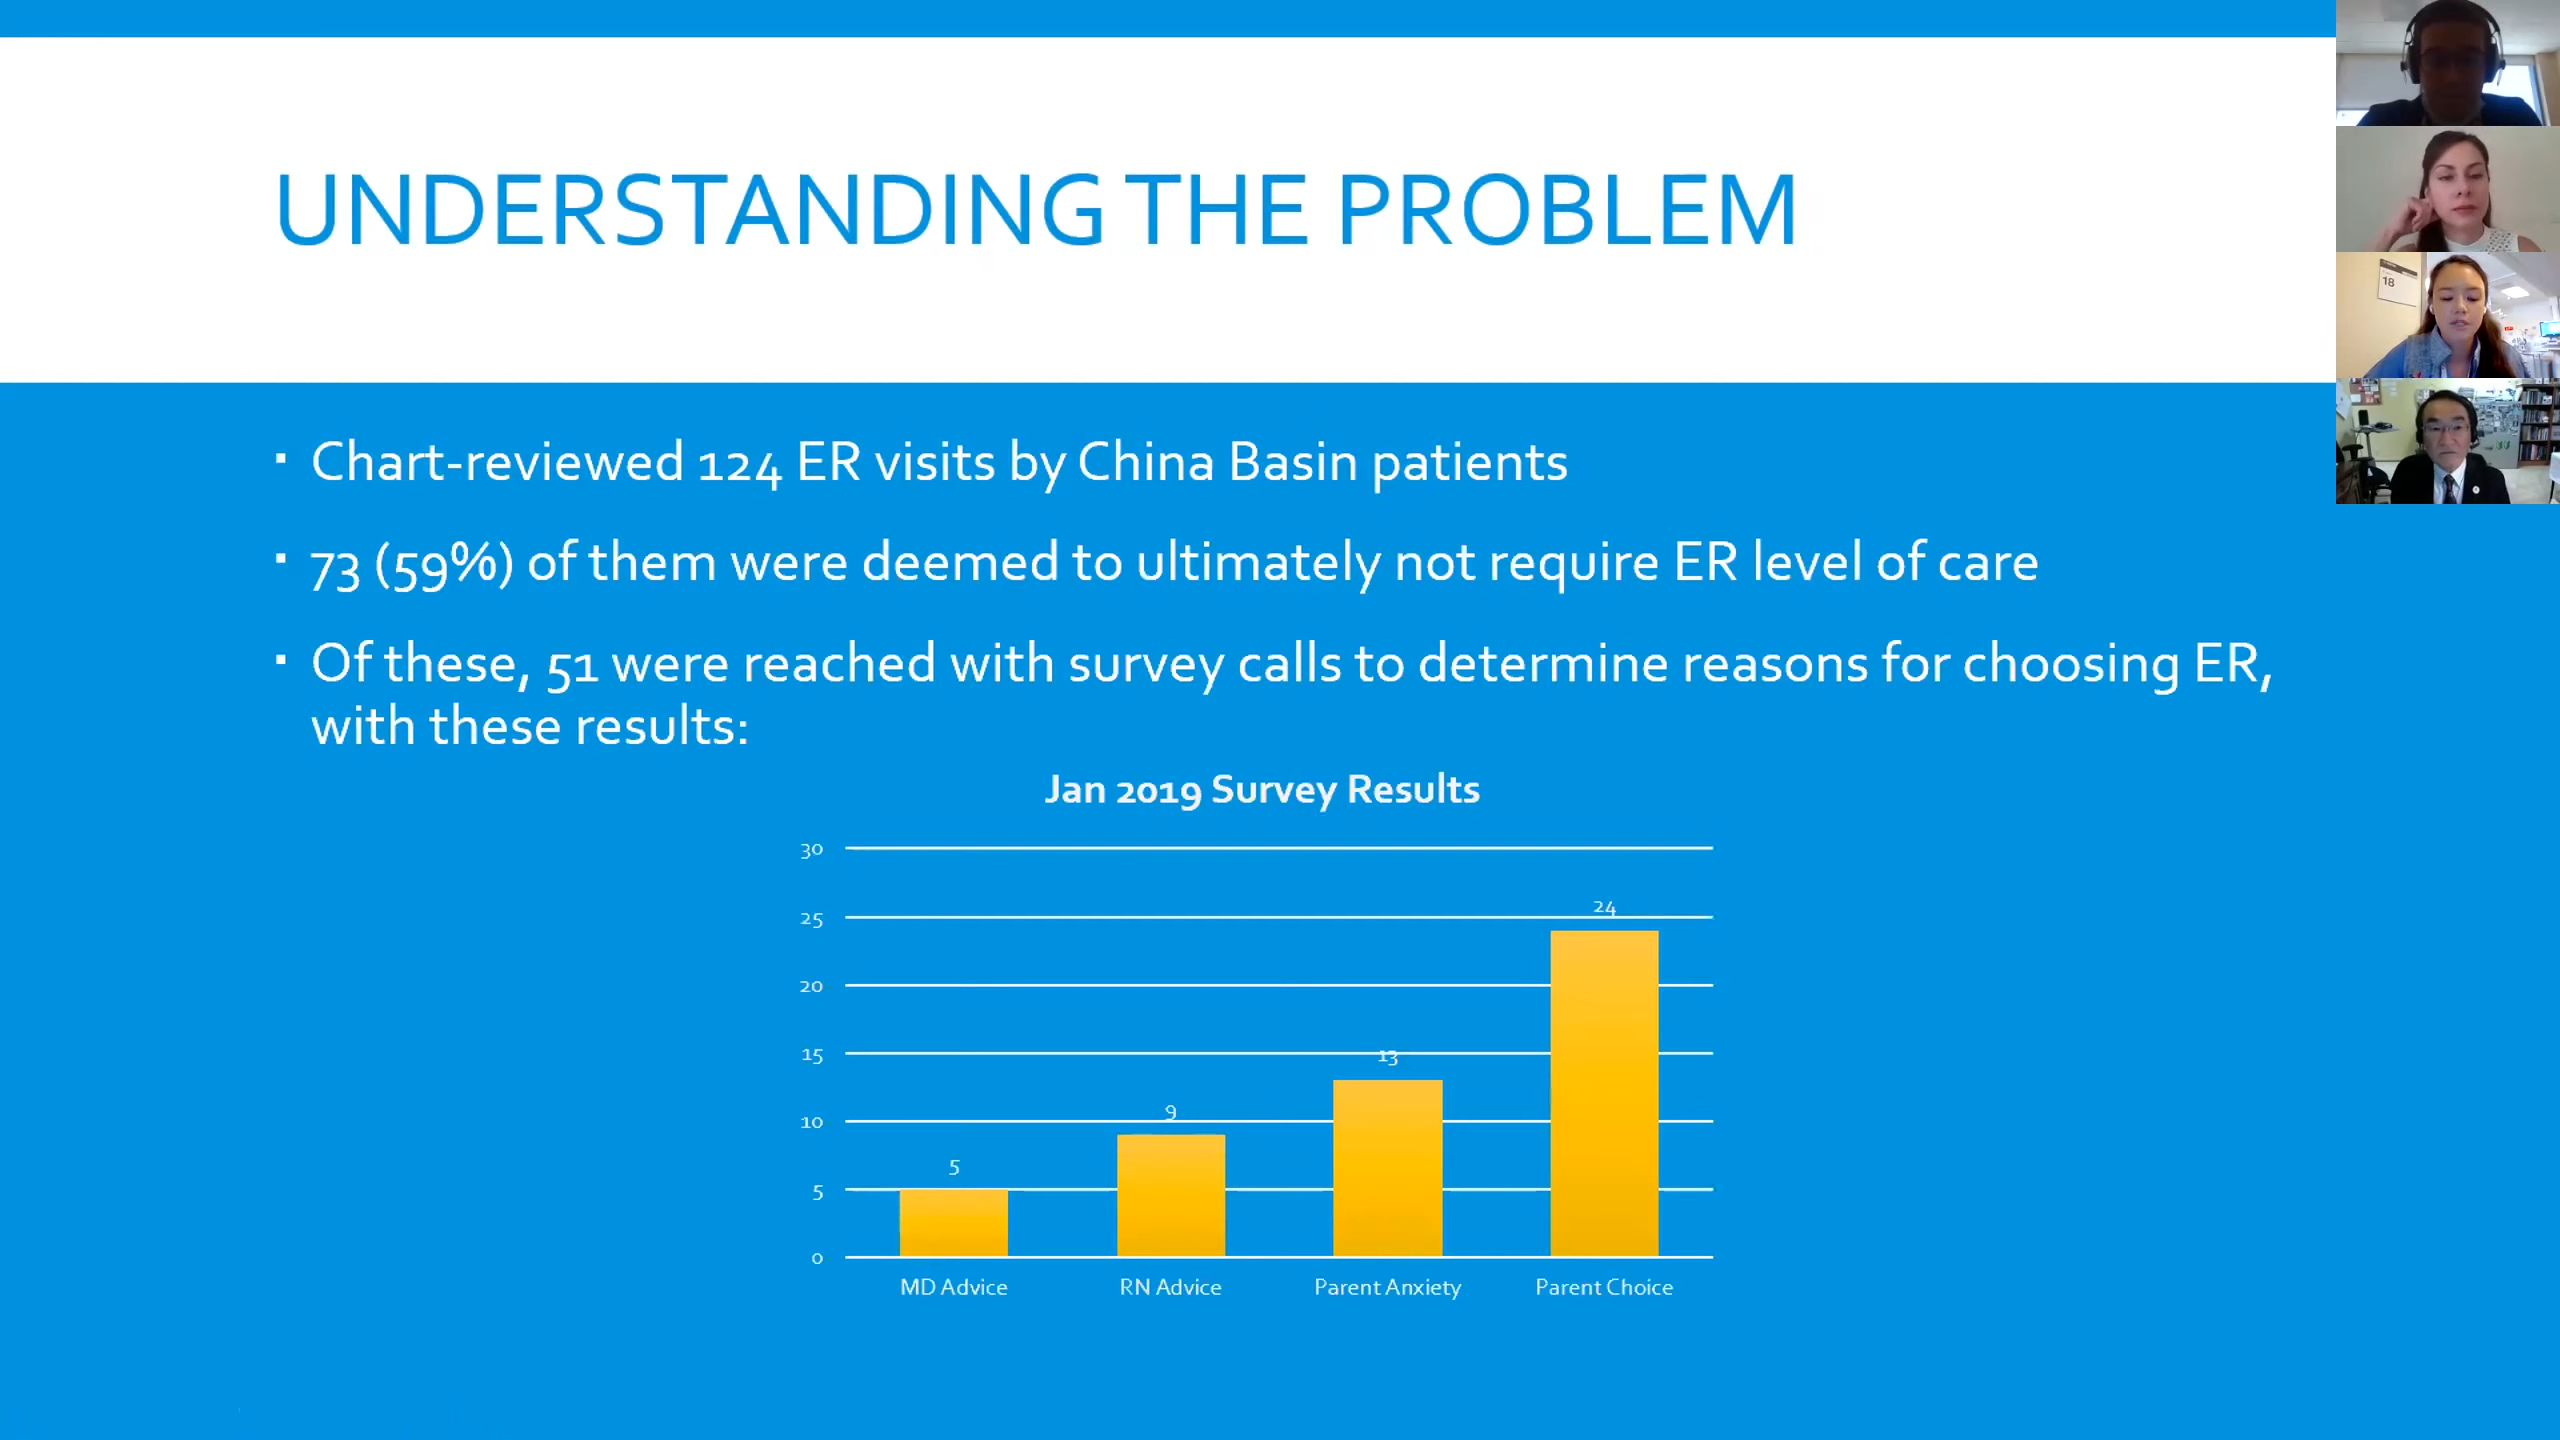 UNDERSTANDING THE PROBLEM
▪ Chart-reviewed 124 ER visits by China Basin patients
▪ 73 (59%) of them were deemed to ultimately not require ER level of care
▪ Of these, 51 were reached with survey calls to determine reasons for choosing ER,
with these results:
Jan 2019 Survey Results
30
25
20
15
10
5
0
5
9
13
24
MD Advice
RN Advice
Parent Anxiety
Parent Choice
18